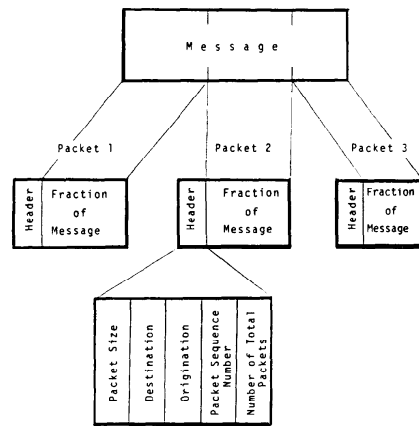 Message
Packet 1
Packet 2
Packet 3
Header
Fraction
of
Message
Header
Fraction
of
Message
Header
Fraction
of
Message
Packet Size
Destination
Origination
Packet Sequence
Number
Number of Total
Packets